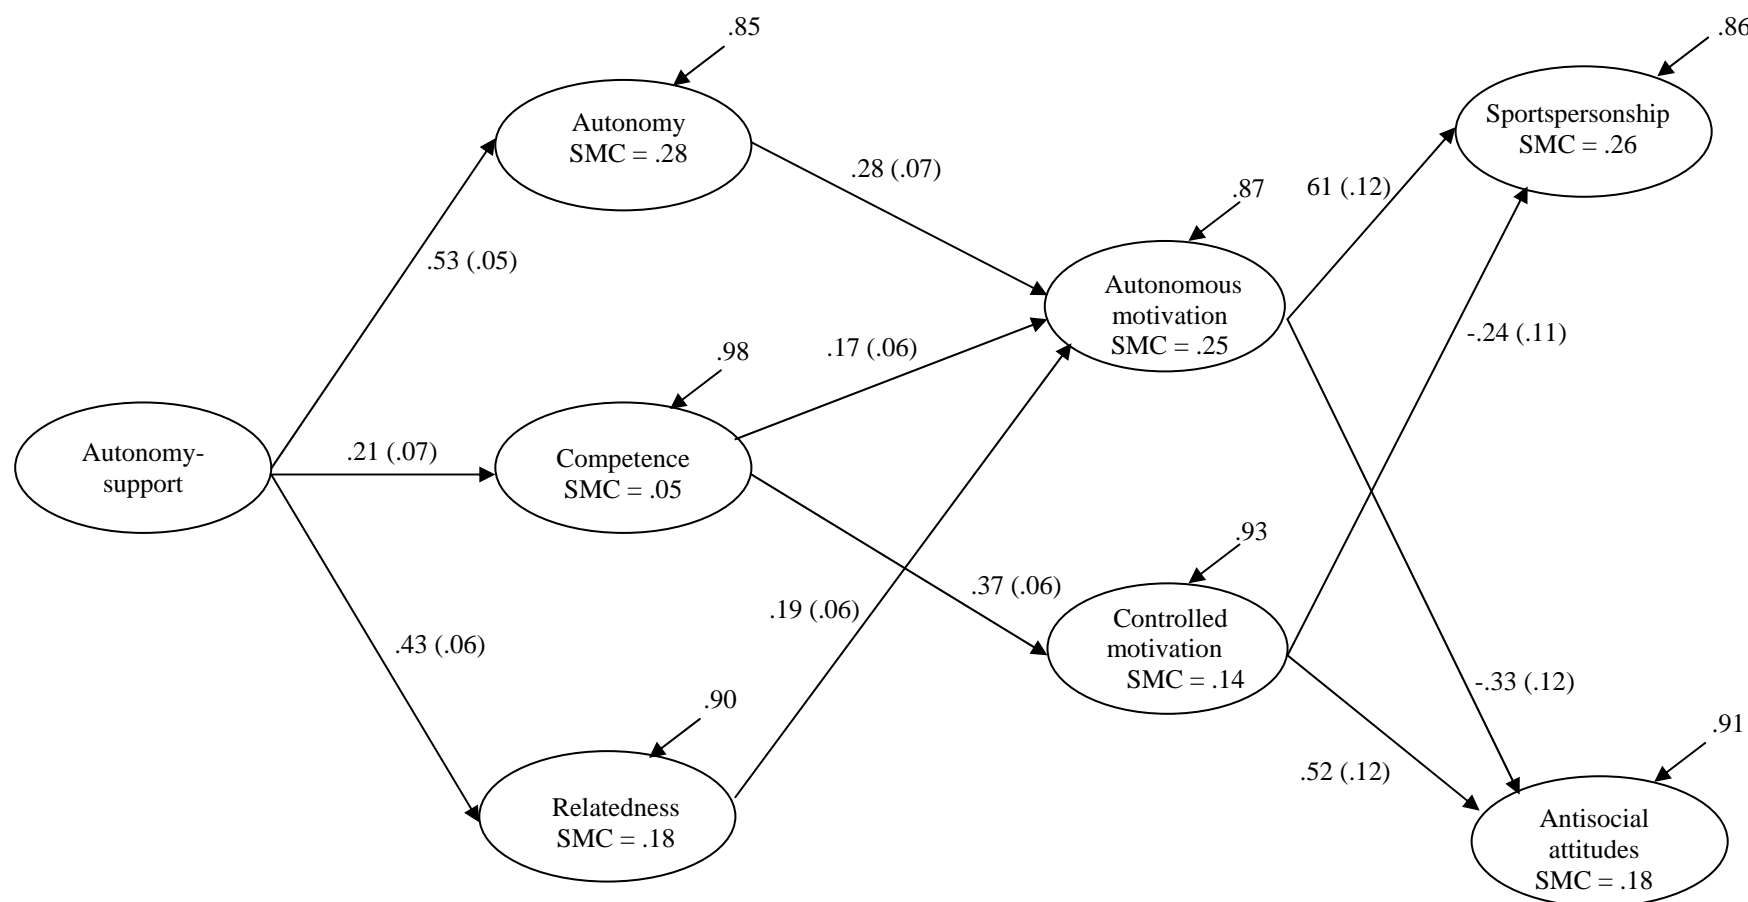 .85
.86
Autonomy
SMC = .28
Sportspersonship
SMC = .26
.28 (.07)
.87
61 (.12)
.53 (.05)
Autonomous
motivation
SMC = .25
-.24 (.11)
.98
.17 (.06)
Autonomy-
support
.21 (.07)
Competence
SMC = .05
.93
.37 (.06)
.19 (.06)
Controlled
motivation
SMC = .14
.43 (.06)
-.33 (.12)
.90
.91
.52 (.12)
Relatedness
SMC = .18
Antisocial
attitudes
SMC = .18